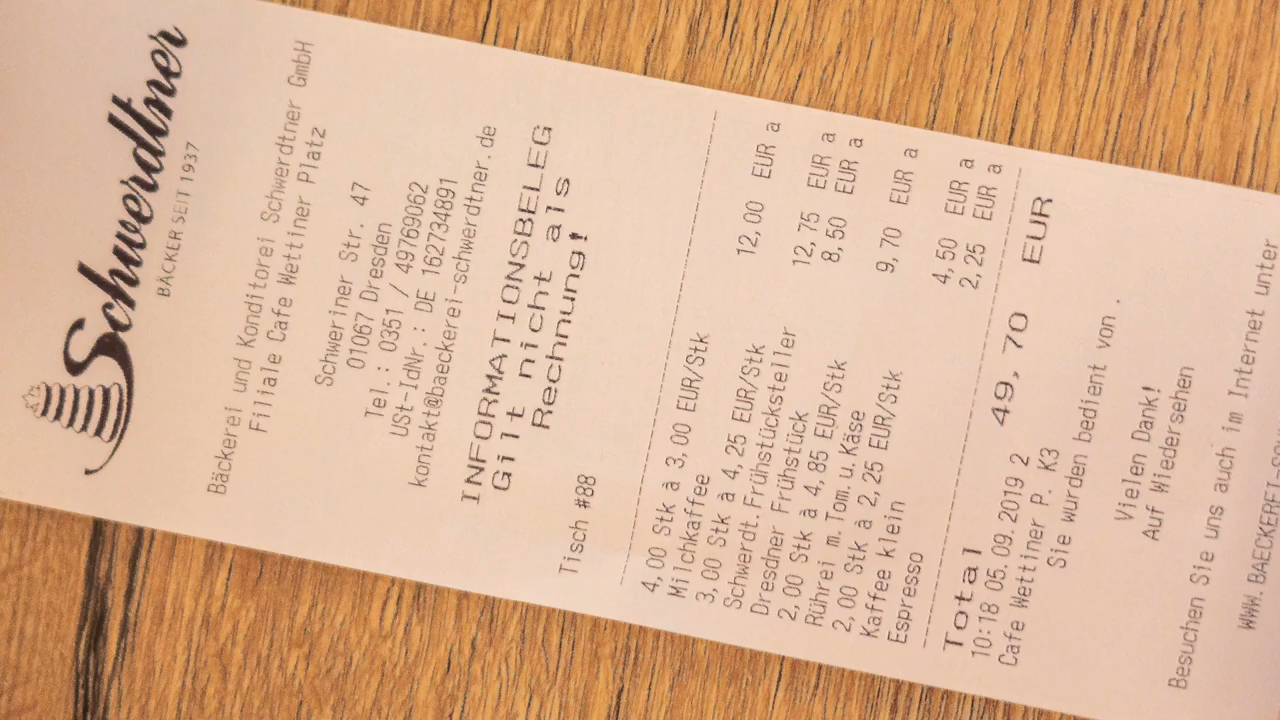 Schwerdtner
BÄCKER SEIT 1937
Bäckerei und Konditorei Schwerdtner GmbH
Filiale Cafe Wettiner Platz
Schweriner Str. 47
01067 Dresden
Tel.: 0351 / 49769062
USt-IdNr.: DE 162734891
kontakt@baeckerei-schwerdtner.de
INFORMATIONSBELEG
Gilt nicht als
Rechnung!
Tisch #88
4,00 Stk à 3,00 EUR/Stk
Milchkaffee 12,00 EUR a
3,00 Stk à 4,25 EUR/Stk
Schwerdt.Frühstücksteller 12,75 EUR a
Dresdner Frühstück 8,50 EUR a
2,00 Stk à 4,85 EUR/Stk
Rührei m.Tom.u.Käse 9,70 EUR a
2,00 Stk à 2,25 EUR/Stk
Kaffee klein 4,50 EUR a
Espresso 2,25 EUR a
Total 49,70 EUR
10:18 05.09.2019 2
Cafe Wettiner P. K3
Sie wurden bedient von .
Vielen Dank!
Auf Wiedersehen
Besuchen Sie uns auch im Internet unter